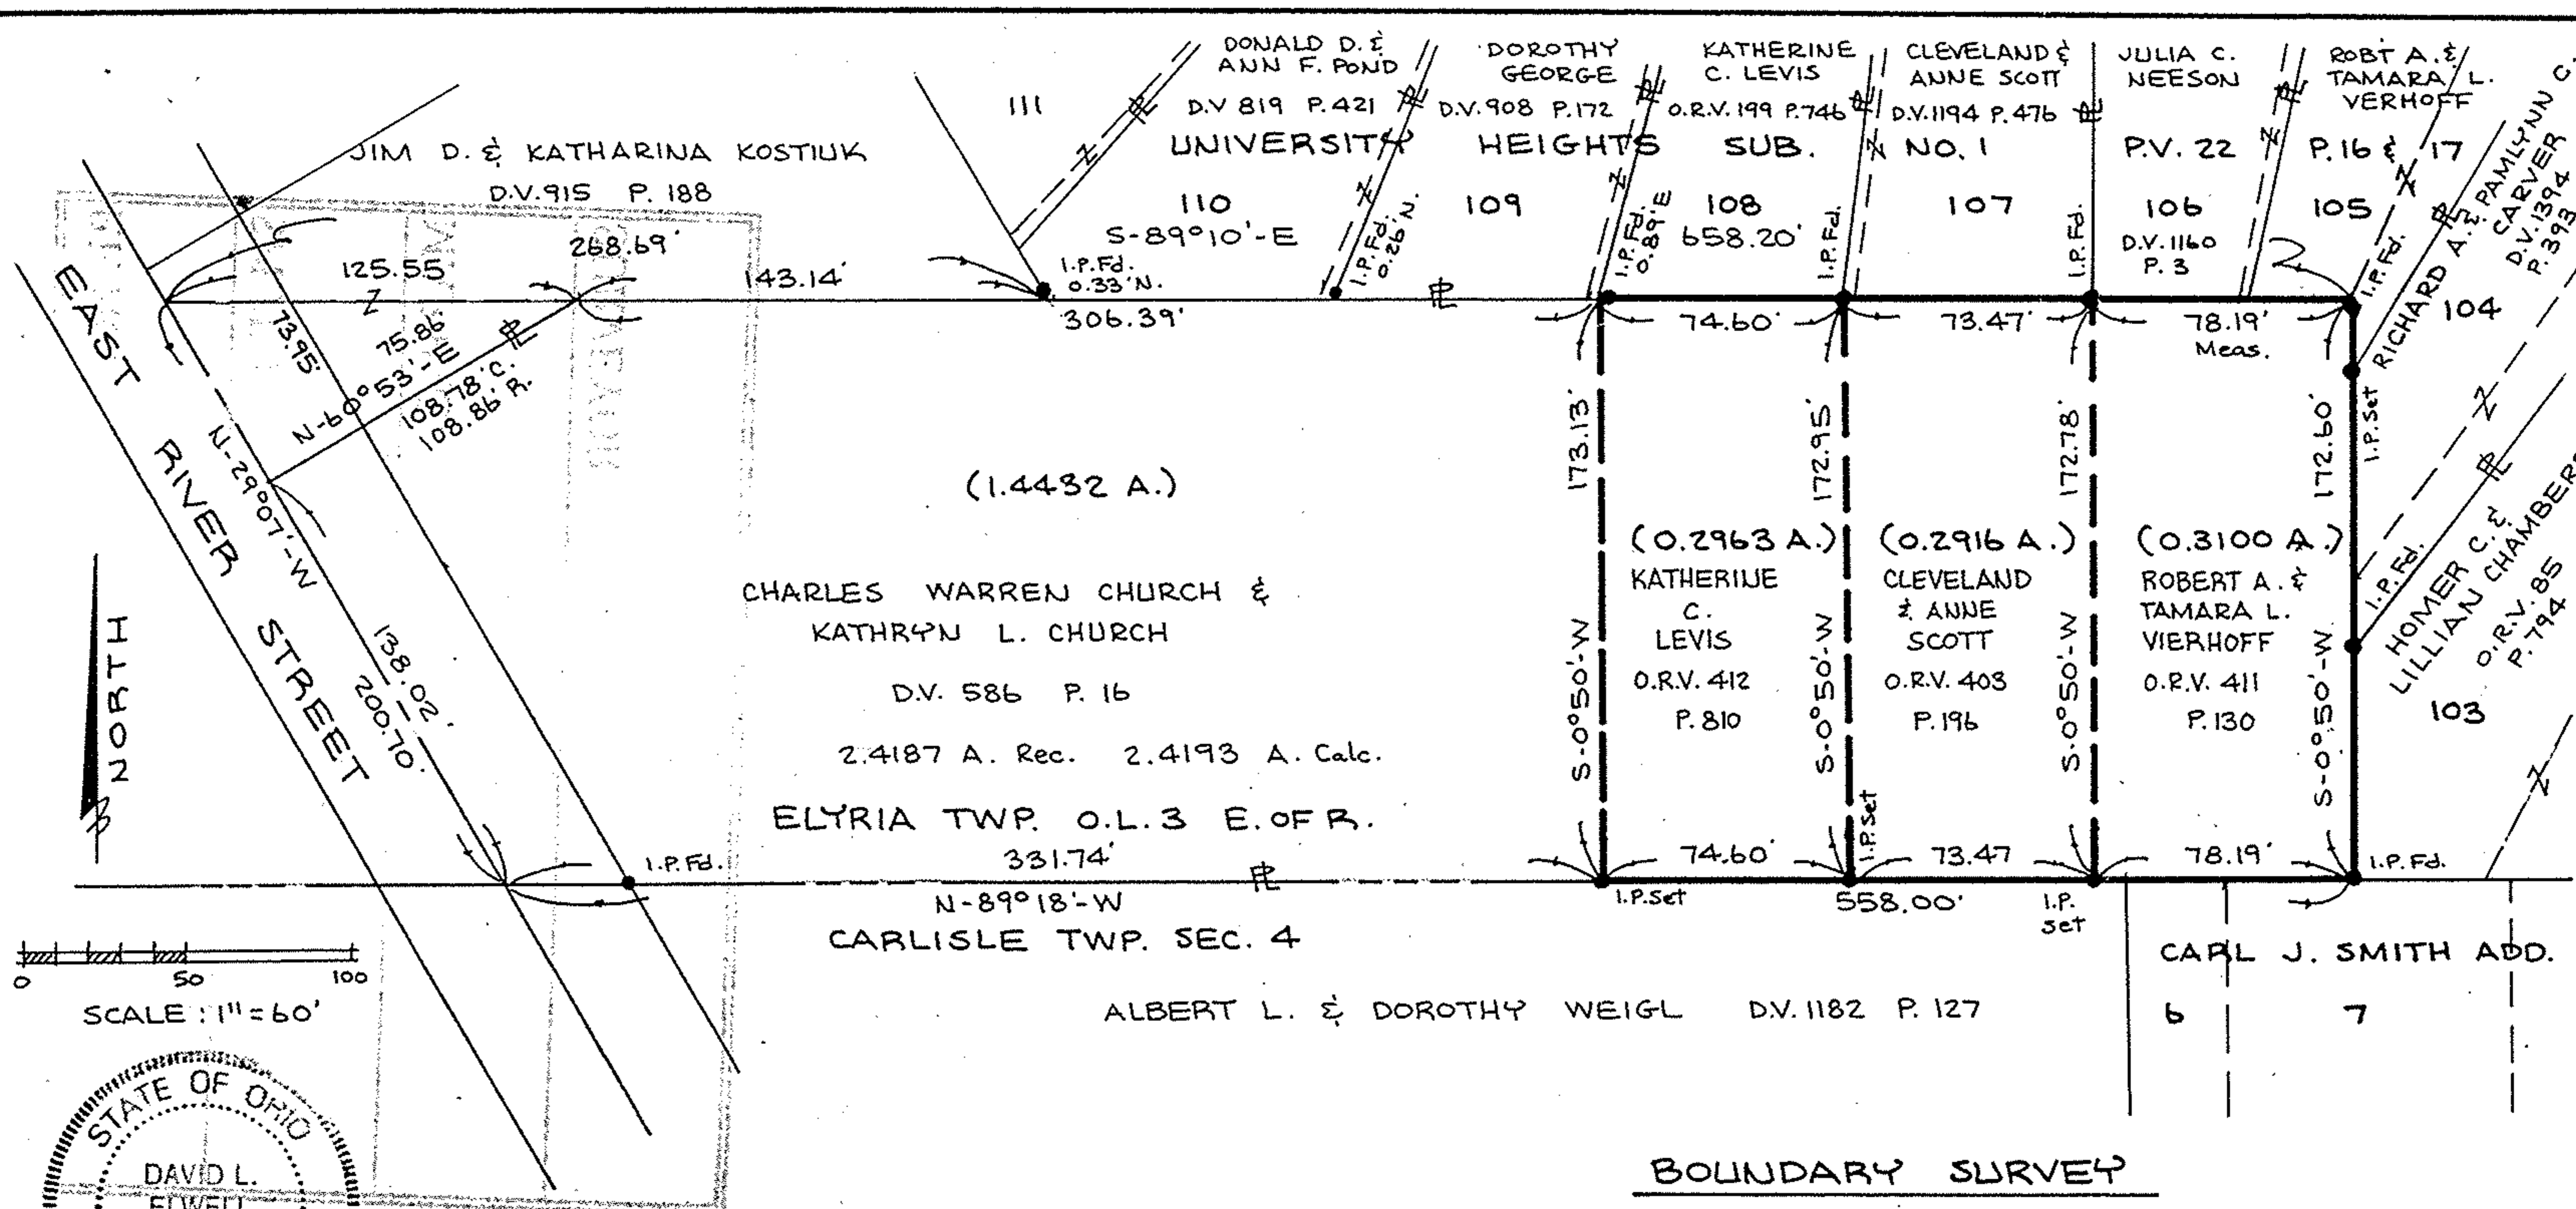 DONALD D. &
ANN F. POND
D.V 819 P.421
DOROTHY
GEORGE
D.V.908 P.172
KATHERINE
C. LEVIS
O.R.V.199 P.746
CLEVELAND &
ANNE SCOTT
D.V.1194 P.476
JULIA C.
NEESON
ROBT A. &
TAMARA L.
VERHOFF
RICHARD A. & PAMILYNN C.
CARVER
D.V. 1394
P. 393
111
JIM D. & KATHARINA KOSTIUK
D.V.915 P. 188
UNIVERSITY HEIGHTS SUB. NO. 1 P.V. 22 P.16 & 17
110
109
108
107
106
105
D.V.1160
P. 3
104
S-89°10'-E
658.20'
268.69'
125.55
143.14'
I.P.Fd.
0.33'N.
I.P.Fd.
0.26'N.
I.P.Fd.
0.89'E
I.P.Fd.
I.P.Fd.
I.P.Fd.
306.39'
74.60'
73.47'
78.19'
Meas.
73.95'
75.86
N-60°53'-E
108.78'C.
108.86'R.
EAST RIVER STREET
N-29°07'-W
138.02'
200.70'
NORTH
(1.4432 A.)
CHARLES WARREN CHURCH &
KATHRYN L. CHURCH
D.V. 586 P. 16
2.4187 A. Rec. 2.4193 A. Calc.
ELYRIA TWP. O.L.3 E. OF R.
173.13'
S-0°50'-W
172.95'
S-0°50'-W
172.78'
S-0°50'-W
172.60'
S-0°50'-W
I.P.Set
(0.2963 A.)
KATHERINE
C.
LEVIS
O.R.V. 412
P. 810
(0.2916 A.)
CLEVELAND
& ANNE
SCOTT
O.R.V. 403
P. 196
(0.3100 A.)
ROBERT A. &
TAMARA L.
VIERHOFF
O.R.V. 411
P. 130
I.P.Fd.
HOMER C. &
LILLIAN CHAMBERS
O.R.V. 85
P. 794
103
I.P.Fd.
331.74'
74.60'
I.P.Set
73.47
78.19'
I.P.Fd.
N-89°18'-W
I.P.Set
558.00'
I.P.
Set
CARLISLE TWP. SEC. 4
CARL J. SMITH ADD.
6
7
0 50 100
SCALE : 1" = 60'
ALBERT L. & DOROTHY WEIGL D.V. 1182 P. 127
STATE OF OHIO
DAVID L.
ELWELL
BOUNDARY SURVEY